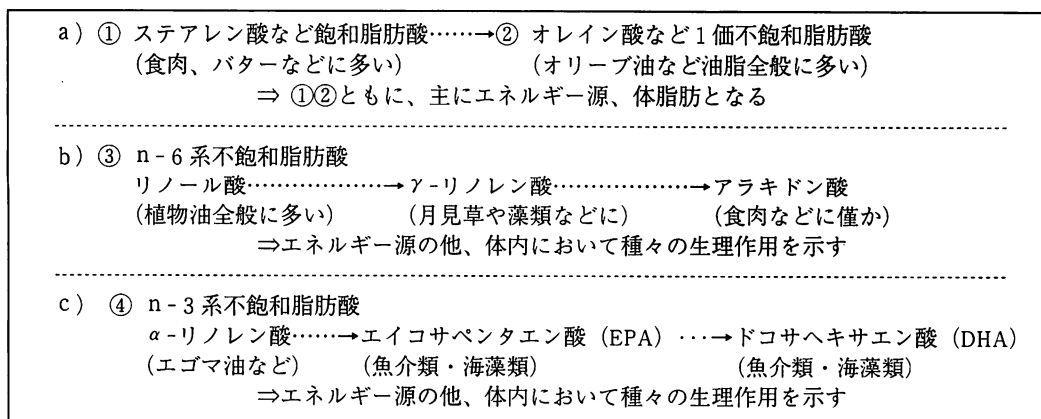 a) ① ステアレン酸など飽和脂肪酸……→② オレイン酸など1価不飽和脂肪酸
(食肉、バターなどに多い) (オリーブ油など油脂全般に多い)
⇒ ①②ともに、主にエネルギー源、体脂肪となる
b) ③ n-6系不飽和脂肪酸
リノール酸………………→γ-リノレン酸………………→アラキドン酸
(植物油全般に多い) (月見草や藻類などに) (食肉などに僅か)
⇒エネルギー源の他、体内において種々の生理作用を示す
c) ④ n-3系不飽和脂肪酸
α-リノレン酸……→エイコサペンタエン酸(EPA)…→ドコサヘキサエン酸(DHA)
(エゴマ油など) (魚介類・海藻類) (魚介類・海藻類)
⇒エネルギー源の他、体内において種々の生理作用を示す